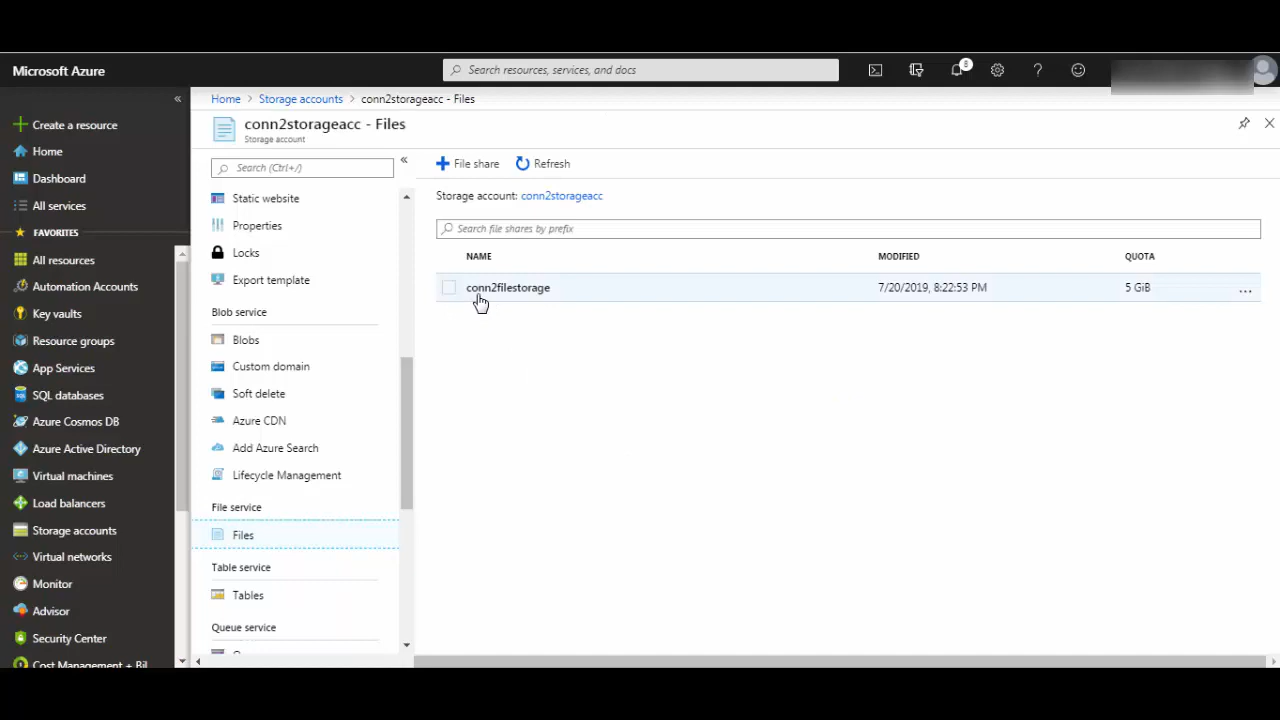 Microsoft Azure
Search resources, services, and docs
8
«
Home > Storage accounts > conn2storageacc - Files
Create a resource
Home
Dashboard
All services
FAVORITES
All resources
Automation Accounts
Key vaults
Resource groups
App Services
SQL databases
Azure Cosmos DB
Azure Active Directory
Virtual machines
Load balancers
Storage accounts
Virtual networks
Monitor
Advisor
Security Center
Cost Management + Bil
conn2storageacc - Files
Storage account
Search (Ctrl+/)
«
Static website
Properties
Locks
Export template
Blob service
Blobs
Custom domain
Soft delete
Azure CDN
Add Azure Search
Lifecycle Management
File service
Files
Table service
Tables
Queue service
File share
Refresh
Storage account: conn2storageacc
Search file shares by prefix
NAME MODIFIED QUOTA
conn2filestorage 7/20/2019, 8:22:53 PM 5 GiB ...